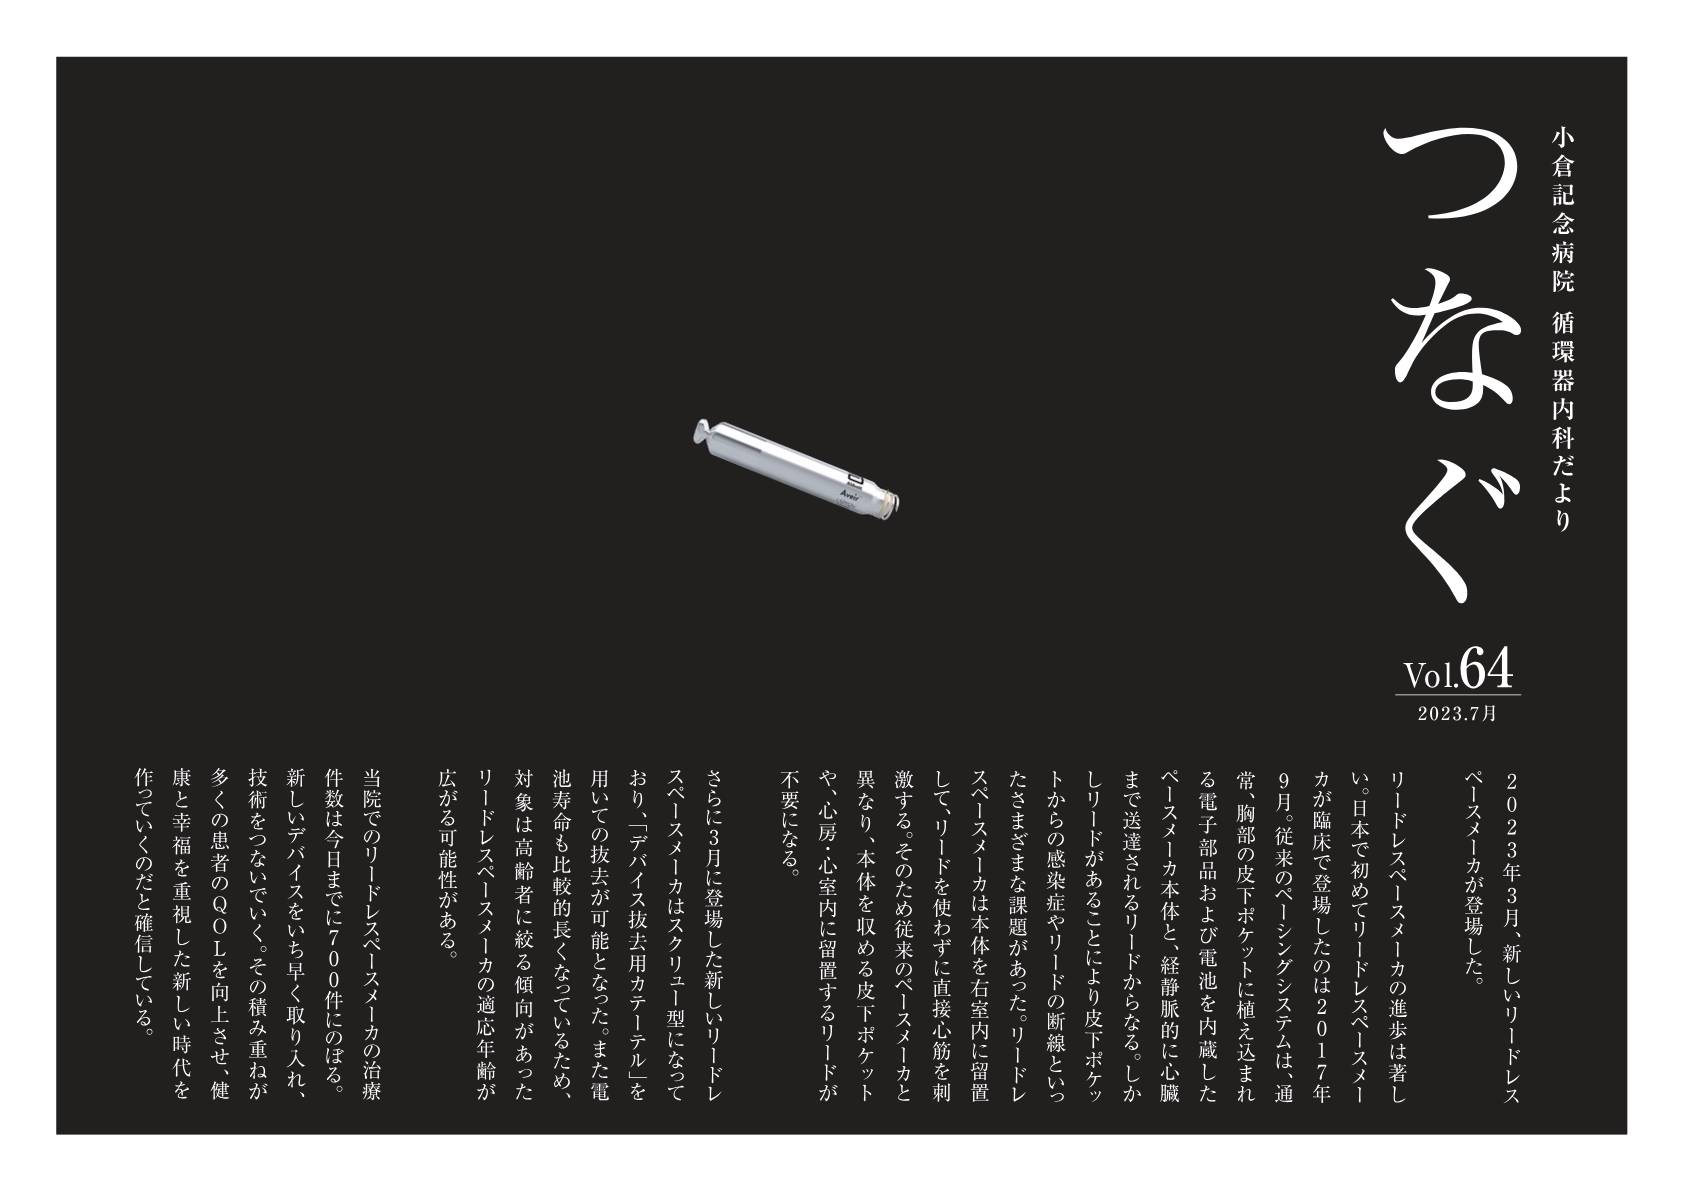 小倉記念病院 循環器内科だより
つなぐ
Vol.64
2023.7月
2023年3月、新しいリードレス
ペースメーカが登場した。
リードレスペースメーカの進歩は著し
い。日本で初めてリードレスペースメー
カが臨床で登場したのは2017年
9月。従来のペーシングシステムは、通
常、胸部の皮下ポケットに植え込まれ
る電子部品および電池を内蔵した
ペースメーカ本体と、経静脈的に心臓
まで送達されるリードからなる。しか
しリードがあることにより皮下ポケッ
トからの感染症やリードの断線といっ
たさまざまな課題があった。リードレ
スペースメーカは本体を右室内に留置
して、リードを使わずに直接心筋を刺
激する。そのため従来のペースメーカと
異なり、本体を収める皮下ポケット
や、心房・心室内に留置するリードが
不要になる。
さらに3月に登場した新しいリードレ
スペースメーカはスクリュー型になって
おり、「デバイス抜去用カテーテル」を
用いての抜去が可能となった。また電
池寿命も比較的長くなっているため、
対象は高齢者に絞る傾向があった
リードレスペースメーカの適応年齢が
広がる可能性がある。
当院でのリードレスペースメーカの治療
件数は今日までに700件にのぼる。
新しいデバイスをいち早く取り入れ、
技術をつないでいく。その積み重ねが
多くの患者のQOLを向上させ、健
康と幸福を重視した新しい時代を
作っていくのだと確信している。
Aveir